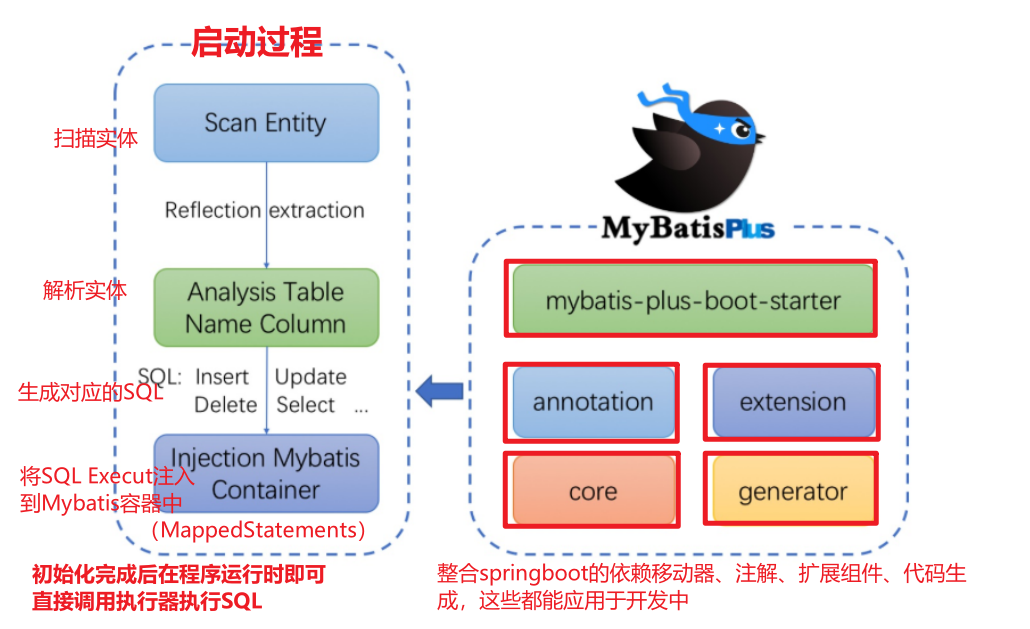 启动过程
Scan Entity
扫描实体
Reflection extraction
解析实体
Analysis Table
Name Column
SQL: Insert Update
Delete Select ...
生成对应的SQL
Injection Mybatis
Container
将SQL Execut注入
到Mybatis容器中
（MappedStatements）
初始化完成后在程序运行时即可
直接调用执行器执行SQL
MyBatisPlus
mybatis-plus-boot-starter
annotation
extension
core
generator
整合springboot的依赖移动器、注解、扩展组件、代码生
成，这些都能应用于开发中